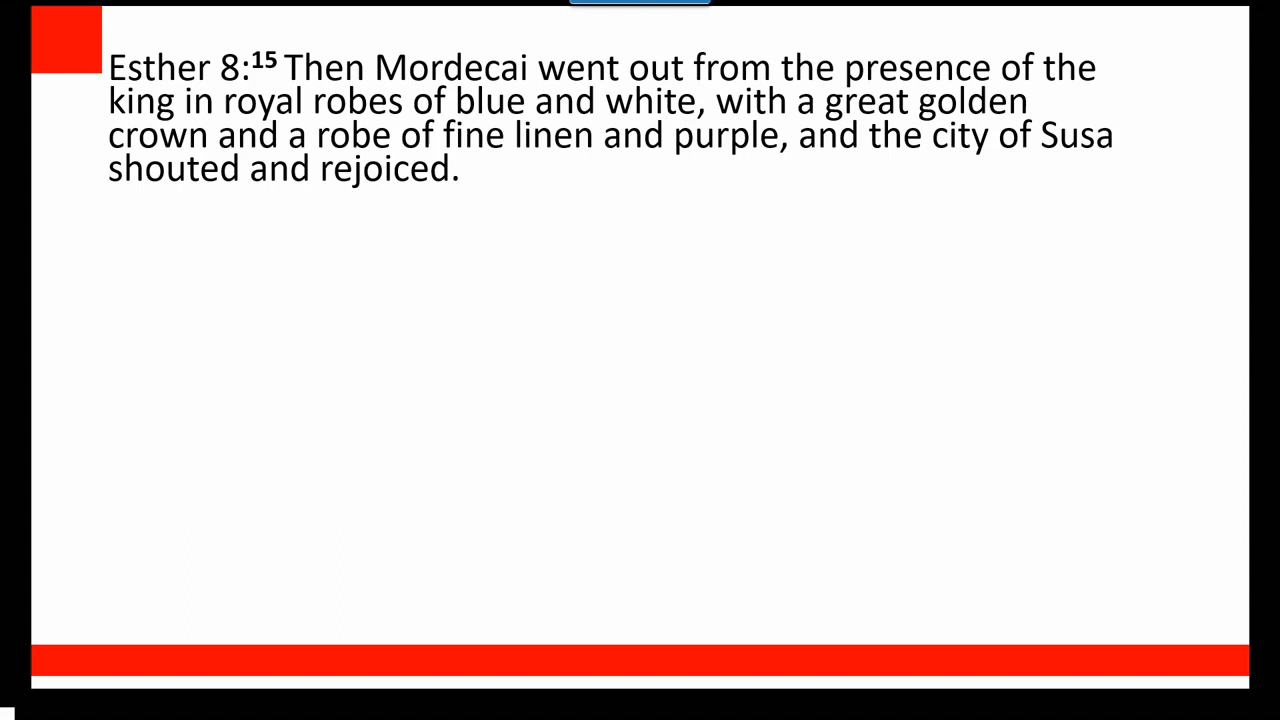 Esther 8:15 Then Mordecai went out from the presence of the
king in royal robes of blue and white, with a great golden
crown and a robe of fine linen and purple, and the city of Susa
shouted and rejoiced.